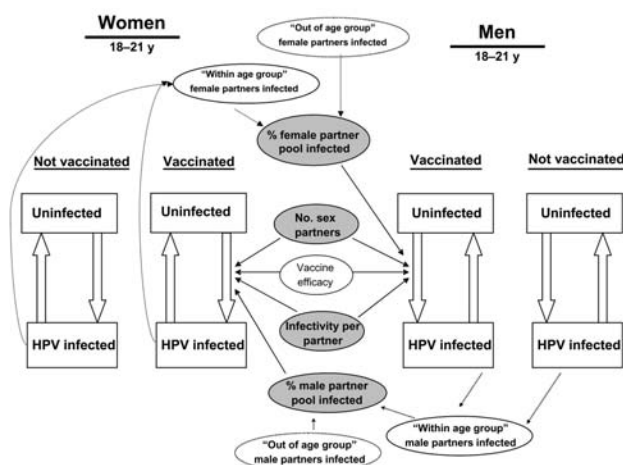 Women
18–21 y
"Out of age group"
female partners infected
Men
18–21 y
"Within age group"
female partners infected
% female partner
pool infected
Not vaccinated
Vaccinated
Vaccinated
Not vaccinated
Uninfected
Uninfected
Uninfected
Uninfected
No. sex
partners
Vaccine
efficacy
Infectivity per
partner
HPV infected
HPV infected
HPV infected
HPV infected
% male partner
pool infected
"Within age group"
male partners infected
"Out of age group"
male partners infected